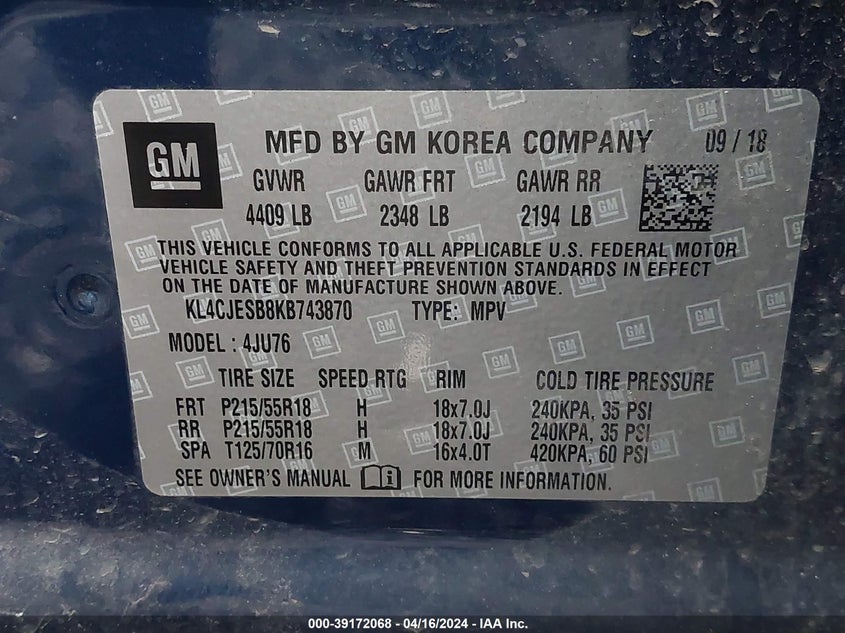 GM
MFD BY GM KOREA COMPANY 09 / 18
GVWR GAWR FRT GAWR RR
4409 LB 2348 LB 2194 LB
THIS VEHICLE CONFORMS TO ALL APPLICABLE U.S. FEDERAL MOTOR
VEHICLE SAFETY AND THEFT PREVENTION STANDARDS IN EFFECT
ON THE DATE OF MANUFACTURE SHOWN ABOVE.
KL4CJESB8KB743870 TYPE: MPV
MODEL : 4JU76
TIRE SIZE SPEED RTG RIM COLD TIRE PRESSURE
FRT P215/55R18 H 18x7.0J 240KPA, 35 PSI
RR P215/55R18 H 18x7.0J 240KPA, 35 PSI
SPA T125/70R16 M 16x4.0T 420KPA, 60 PSI
SEE OWNER'S MANUAL FOR MORE INFORMATION.
000-39172068 - 04/16/2024 - IAA Inc.